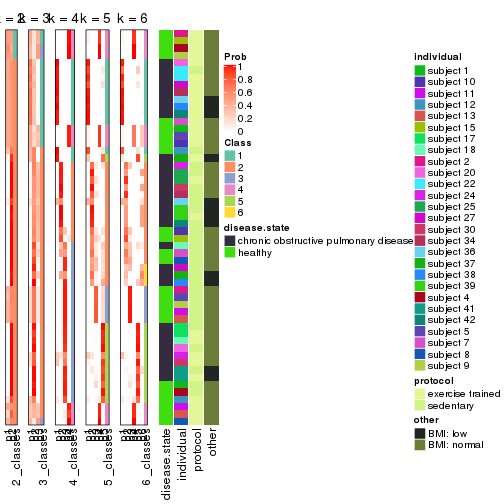 k = 2
k = 3
k = 4
k = 5
k = 6
Prob
1
0.8
0.6
0.4
0.2
0
Class
1
2
3
4
5
6
disease.state
chronic obstructive pulmonary disease
healthy
individual
subject 1
subject 10
subject 11
subject 12
subject 13
subject 15
subject 17
subject 18
subject 2
subject 20
subject 22
subject 24
subject 25
subject 27
subject 30
subject 34
subject 36
subject 37
subject 38
subject 39
subject 4
subject 41
subject 42
subject 5
subject 7
subject 8
subject 9
protocol
exercise trained
sedentary
other
BMI: low
BMI: normal
2_classes
3_classes
4_classes
5_classes
6_classes
disease.state
individual
protocol
other